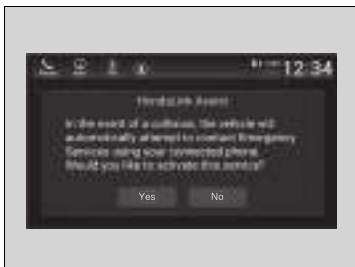 12:34
HondaLink Assist
In the event of a collision, the vehicle will
automatically attempt to contact Emergency
Services using your connected phone.
Would you like to activate this service?
Yes
No